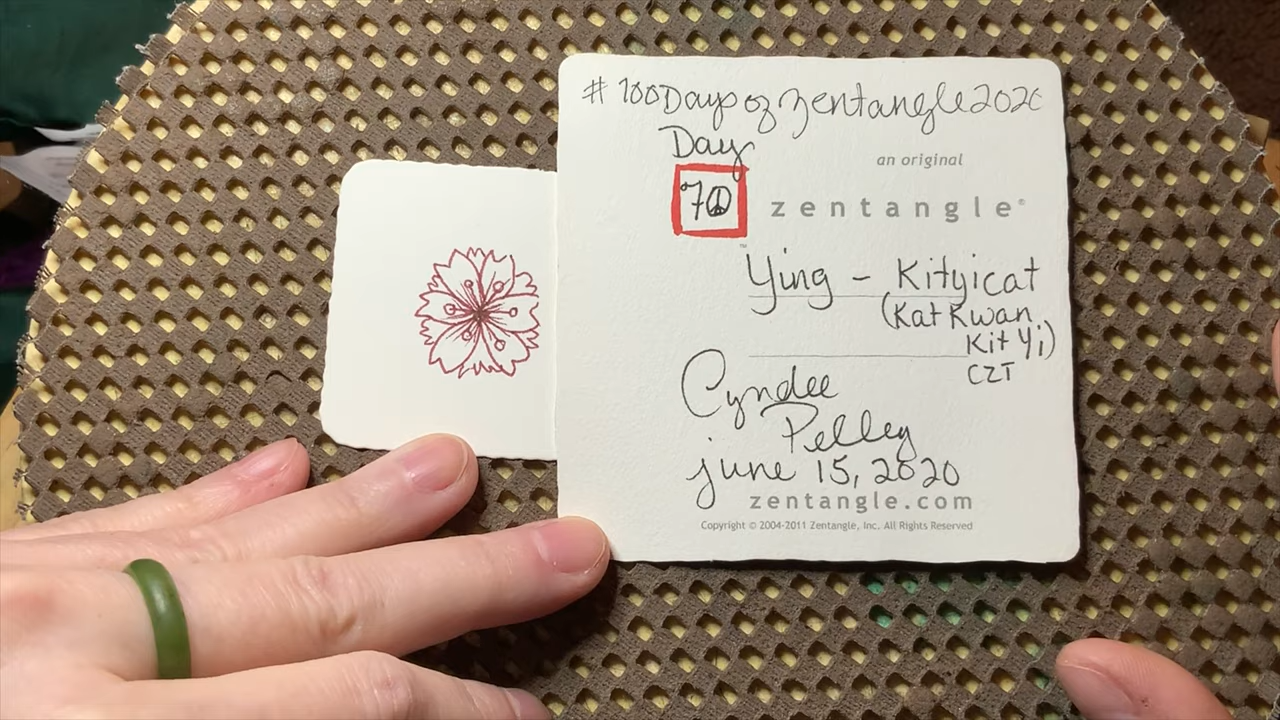 #100DaysofZentangle2020
Day
an original
70
zentangle®
™
Ying - Kityicat
(Kat Kwan
Kit Yi)
CZT
Cyndee
Pelley
june 15, 2020
zentangle.com
Copyright © 2004-2011 Zentangle, Inc. All Rights Reserved